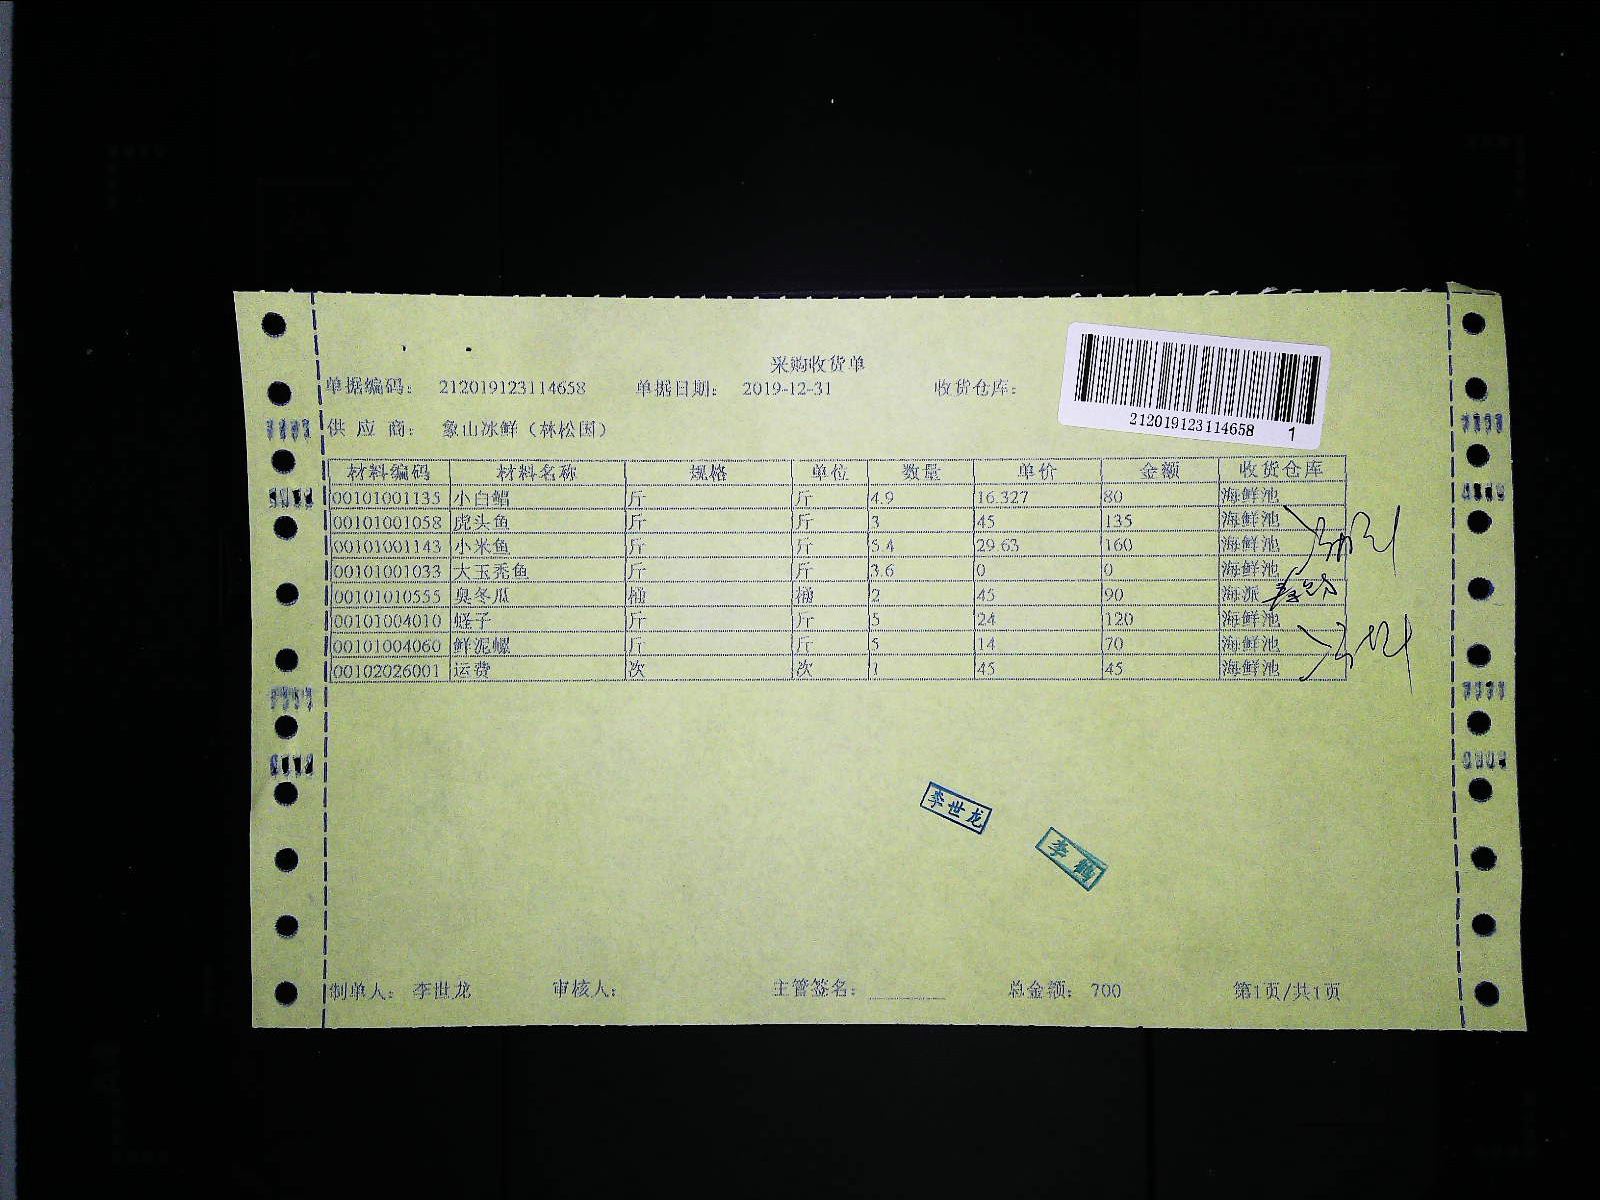 采购收货单
单据编码: 212019123114658 单据日期: 2019-12-31 收货仓库:
212019123114658 1
供应商: 象山冰鲜(林松国)
材料编码 材料名称 规格 单位 数量 单价 金额 收货仓库
00101001135 小白鲳 斤 斤 4.9 16.327 80 海鲜池
00101001058 虎头鱼 斤 斤 3 45 135 海鲜池
00101001143 小米鱼 斤 斤 5.4 29.63 160 海鲜池
00101001033 大玉秃鱼 斤 斤 3.6 0 0 海鲜池
00101010555 臭冬瓜 桶 桶 2 45 90 海派
00101004010 蛏子 斤 斤 5 24 120 海鲜池
00101004060 鲜泥螺 斤 斤 5 14 70 海鲜池
00102026001 运费 次 次 1 45 45 海鲜池
李世龙
李鹤
制单人: 李世龙 审核人: 主管签名: 总金额: 700 第1页/共1页